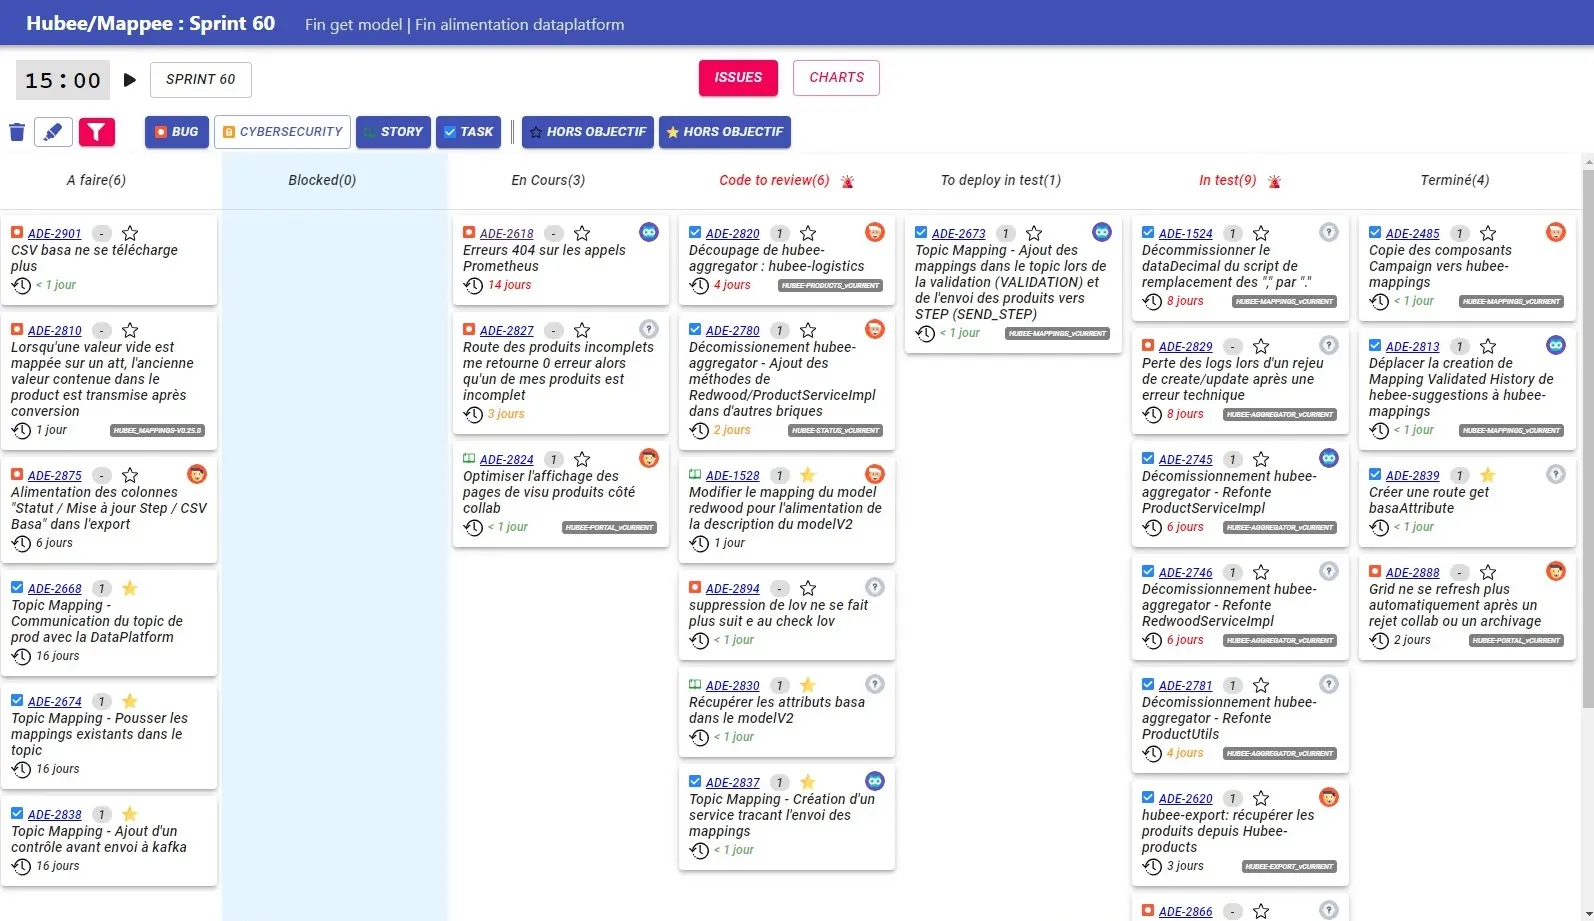 Hubee/Mappee : Sprint 60 Fin get model | Fin alimentation dataplatform
15:00 SPRINT 60 ISSUES CHARTS
BUG CYBERSECURITY STORY TASK HORS OBJECTIF HORS OBJECTIF
A faire(6) Blocked(0) En Cours(3) Code to review(6) To deploy in test(1) In test(9) Terminé(4)
ADE-2901 -
CSV basa ne se télécharge
plus
< 1 jour
ADE-2810 -
Lorsqu'une valeur vide est
mappée sur un att, l'ancienne
valeur contenue dans le
product est transmise après
conversion
1 jour HUBEE_MAPPINGS-V0.25.0
ADE-2875 -
Alimentation des colonnes
"Statut / Mise à jour Step / CSV
Basa" dans l'export
6 jours
ADE-2668 1
Topic Mapping -
Communication du topic de
prod avec la DataPlatform
16 jours
ADE-2674 1
Topic Mapping - Pousser les
mappings existants dans le
topic
16 jours
ADE-2838 1
Topic Mapping - Ajout d'un
contrôle avant envoi à kafka
16 jours
ADE-2618 -
Erreurs 404 sur les appels
Prometheus
14 jours
ADE-2827 -
Route des produits incomplets
me retourne 0 erreur alors
qu'un de mes produits est
incomplet
3 jours
ADE-2824 1
Optimiser l'affichage des
pages de visu produits côté
collab
< 1 jour HUBEE-PORTAL_vCURRENT
ADE-2820 1
Découpage de hubee-
aggregator : hubee-logistics
4 jours HUBEE-PRODUCTS_vCURRENT
ADE-2780 1
Décomissionement hubee-
aggregator - Ajout des
méthodes de
Redwood/ProductServiceImpl
dans d'autres briques
2 jours HUBEE-STATUS_vCURRENT
ADE-1528 1
Modifier le mapping du model
redwood pour l'alimentation de
la description du modelV2
1 jour
ADE-2894 -
suppression de lov ne se fait
plus suit e au check lov
< 1 jour
ADE-2830 1
Récupérer les attributs basa
dans le modelV2
< 1 jour
ADE-2837 1
Topic Mapping - Création d'un
service tracant l'envoi des
mappings
< 1 jour
ADE-2673 1
Topic Mapping - Ajout des
mappings dans le topic lors de
la validation (VALIDATION) et
de l'envoi des produits vers
STEP (SEND_STEP)
< 1 jour HUBEE-MAPPINGS_vCURRENT
ADE-1524 1
Décommissionner le
dataDecimal du script de
remplacement des "," par "."
8 jours HUBEE-MAPPINGS_vCURRENT
ADE-2829 -
Perte des logs lors d'un rejeu
de create/update après une
erreur technique
8 jours HUBEE-AGGREGATOR_vCURRENT
ADE-2745 1
Décomissionnement hubee-
aggregator - Refonte
ProductServiceImpl
6 jours HUBEE-AGGREGATOR_vCURRENT
ADE-2746 1
Décomissionnement hubee-
aggregator - Refonte
RedwoodServiceImpl
6 jours HUBEE-AGGREGATOR_vCURRENT
ADE-2781 1
Décomissionnement hubee-
aggregator - Refonte
ProductUtils
4 jours HUBEE-AGGREGATOR_vCURRENT
ADE-2620 1
hubee-export: récupérer les
produits depuis Hubee-
products
3 jours HUBEE-EXPORT_vCURRENT
ADE-2866 -
ADE-2485 1
Copie des composants
Campaign vers hubee-
mappings
< 1 jour HUBEE-MAPPINGS_vCURRENT
ADE-2813 1
Déplacer la creation de
Mapping Validated History de
hebee-suggestions à hubee-
mappings
< 1 jour HUBEE-MAPPINGS_vCURRENT
ADE-2839 1
Créer une route get
basaAttribute
< 1 jour
ADE-2888 -
Grid ne se refresh plus
automatiquement après un
rejet collab ou un archivage
2 jours HUBEE-PORTAL_vCURRENT